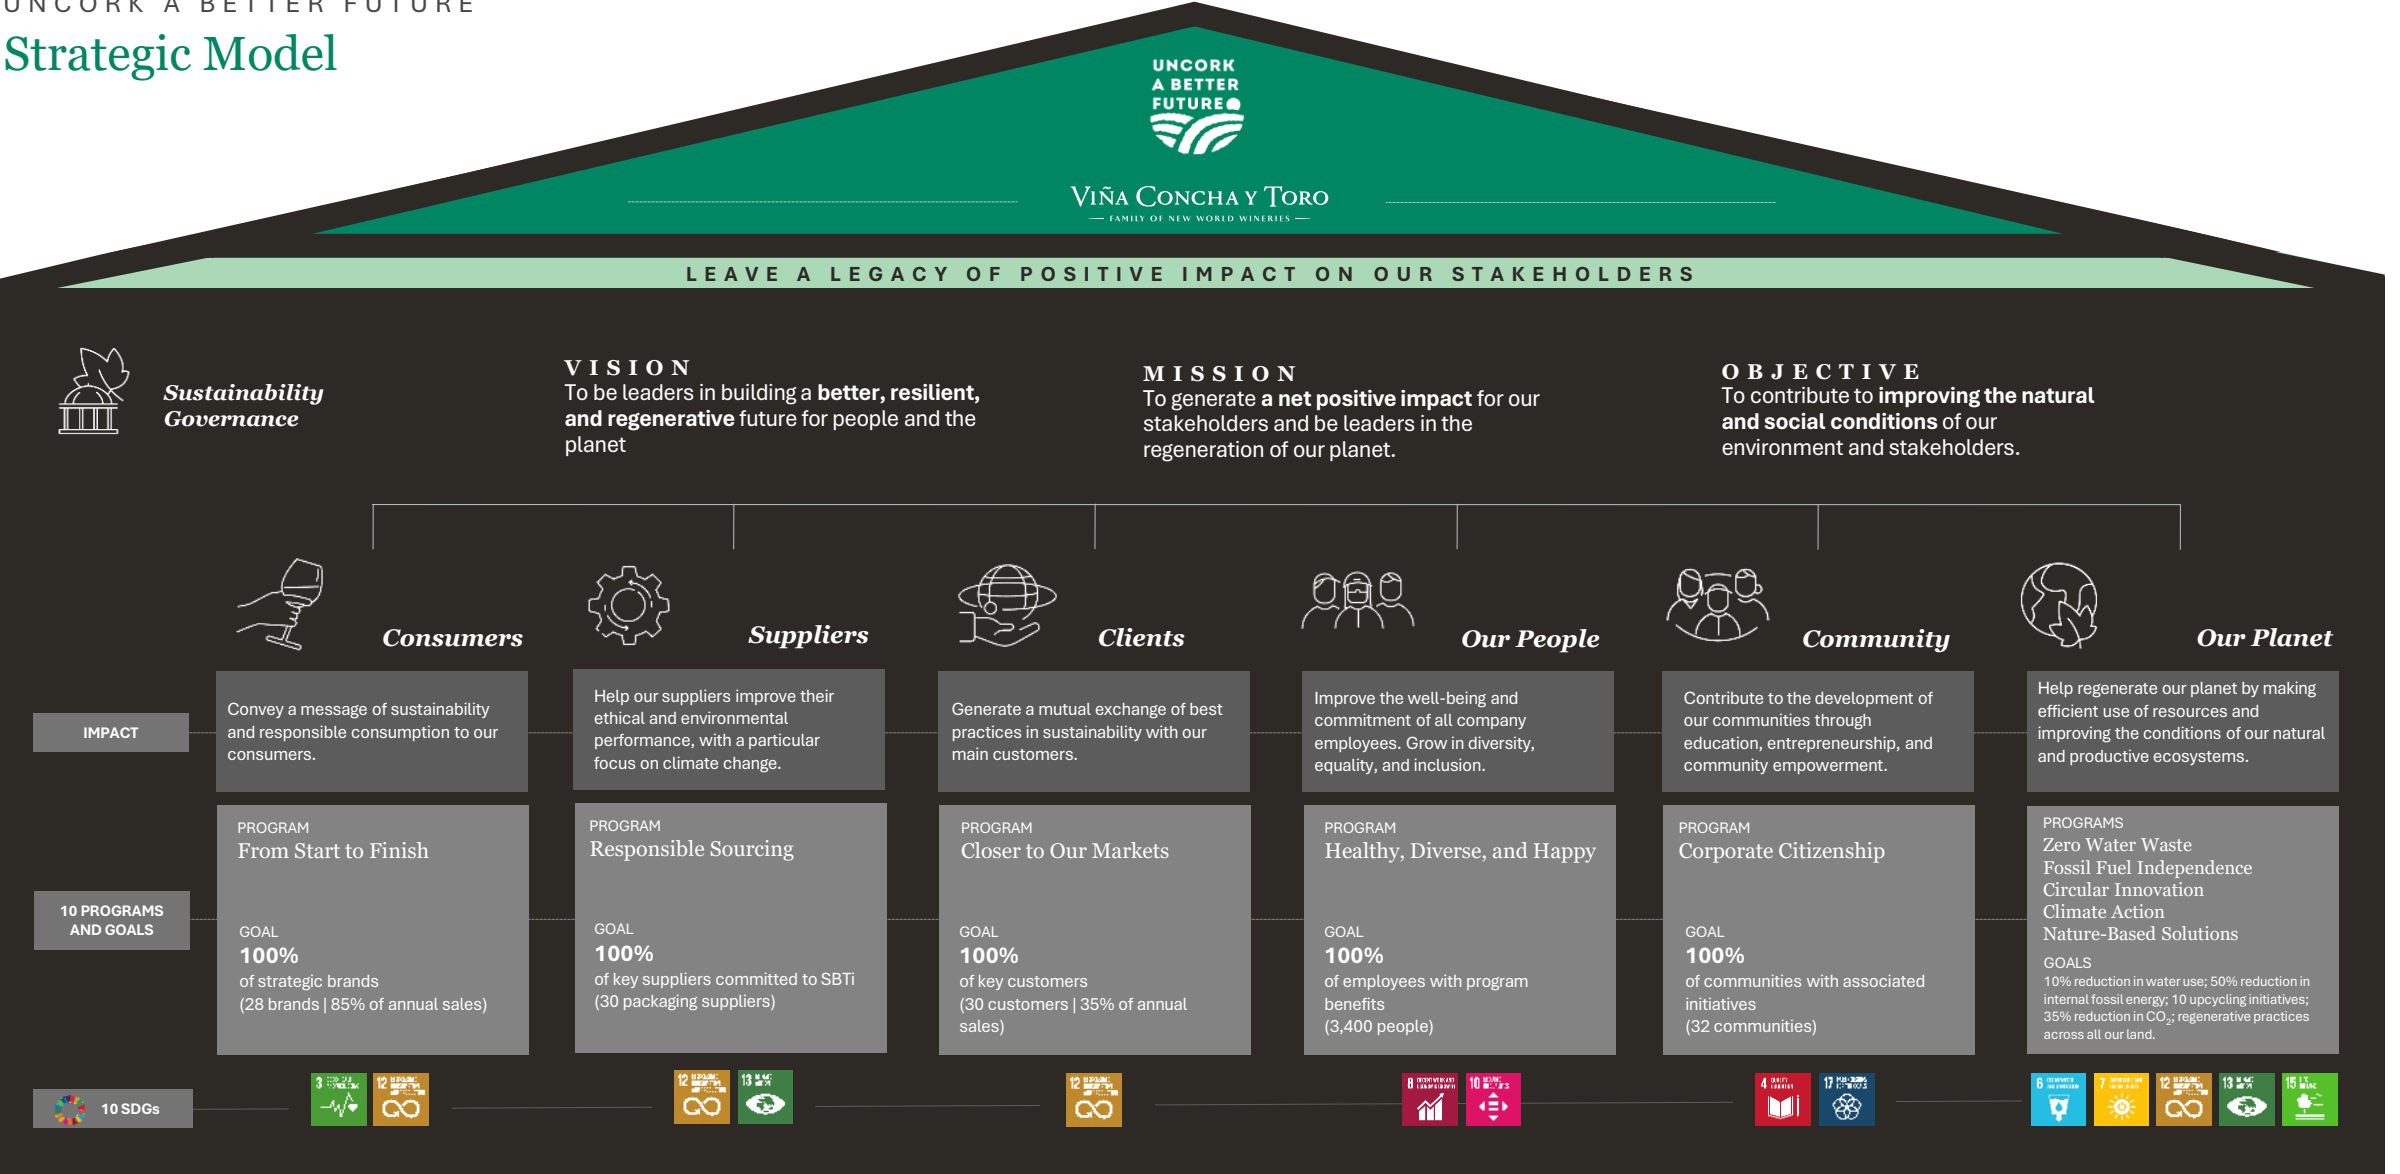 UNCORK A BETTER FUTURE
Strategic Model
UNCORK
A BETTER
FUTURE
VIÑA CONCHA Y TORO
FAMILY OF NEW WORLD WINERIES
LEAVE A LEGACY OF POSITIVE IMPACT ON OUR STAKEHOLDERS
Sustainability
Governance
VISION
To be leaders in building a better, resilient,
and regenerative future for people and the
planet
MISSION
To generate a net positive impact for our
stakeholders and be leaders in the
regeneration of our planet.
OBJECTIVE
To contribute to improving the natural
and social conditions of our
environment and stakeholders.
Consumers
Suppliers
Clients
Our People
Community
Our Planet
IMPACT
Convey a message of sustainability
and responsible consumption to our
consumers.
Help our suppliers improve their
ethical and environmental
performance, with a particular
focus on climate change.
Generate a mutual exchange of best
practices in sustainability with our
main customers.
Improve the well-being and
commitment of all company
employees. Grow in diversity,
equality, and inclusion.
Contribute to the development of
our communities through
education, entrepreneurship, and
community empowerment.
Help regenerate our planet by making
efficient use of resources and
improving the conditions of our natural
and productive ecosystems.
10 PROGRAMS
AND GOALS
PROGRAM
From Start to Finish
GOAL
100%
of strategic brands
(28 brands | 85% of annual sales)
PROGRAM
Responsible Sourcing
GOAL
100%
of key suppliers committed to SBTi
(30 packaging suppliers)
PROGRAM
Closer to Our Markets
GOAL
100%
of key customers
(30 customers | 35% of annual
sales)
PROGRAM
Healthy, Diverse, and Happy
GOAL
100%
of employees with program
benefits
(3,400 people)
PROGRAM
Corporate Citizenship
GOAL
100%
of communities with associated
initiatives
(32 communities)
PROGRAMS
Zero Water Waste
Fossil Fuel Independence
Circular Innovation
Climate Action
Nature-Based Solutions
GOALS
10% reduction in water use; 50% reduction in
internal fossil energy; 10 upcycling initiatives;
35% reduction in CO₂; regenerative practices
across all our land.
10 SDGs
3
12
12
13
12
8
10
4 QUALITY
17
6
7
12
13
15